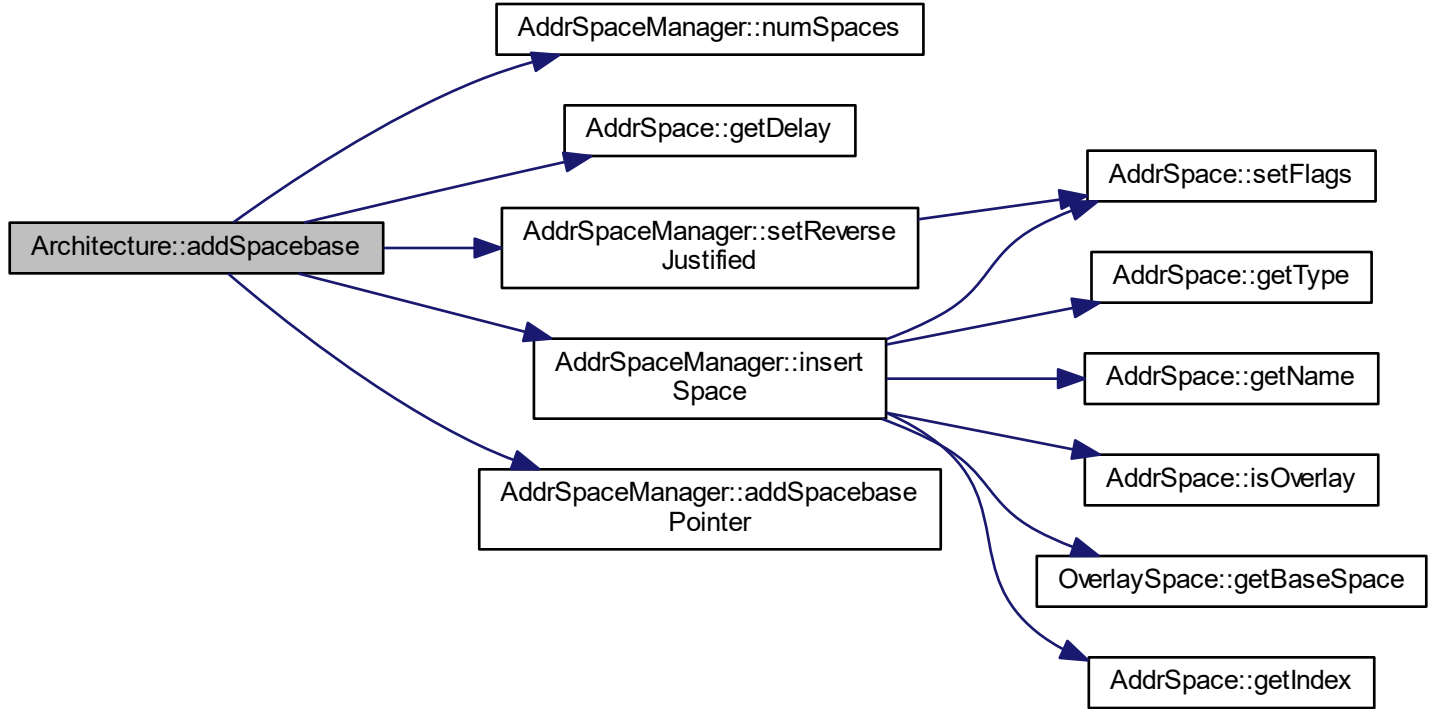 AddrSpaceManager::numSpaces
AddrSpace::getDelay
AddrSpace::setFlags
Architecture::addSpacebase
AddrSpaceManager::setReverse
Justified
AddrSpace::getType
AddrSpaceManager::insert
Space
AddrSpace::getName
AddrSpace::isOverlay
AddrSpaceManager::addSpacebase
Pointer
OverlaySpace::getBaseSpace
AddrSpace::getIndex